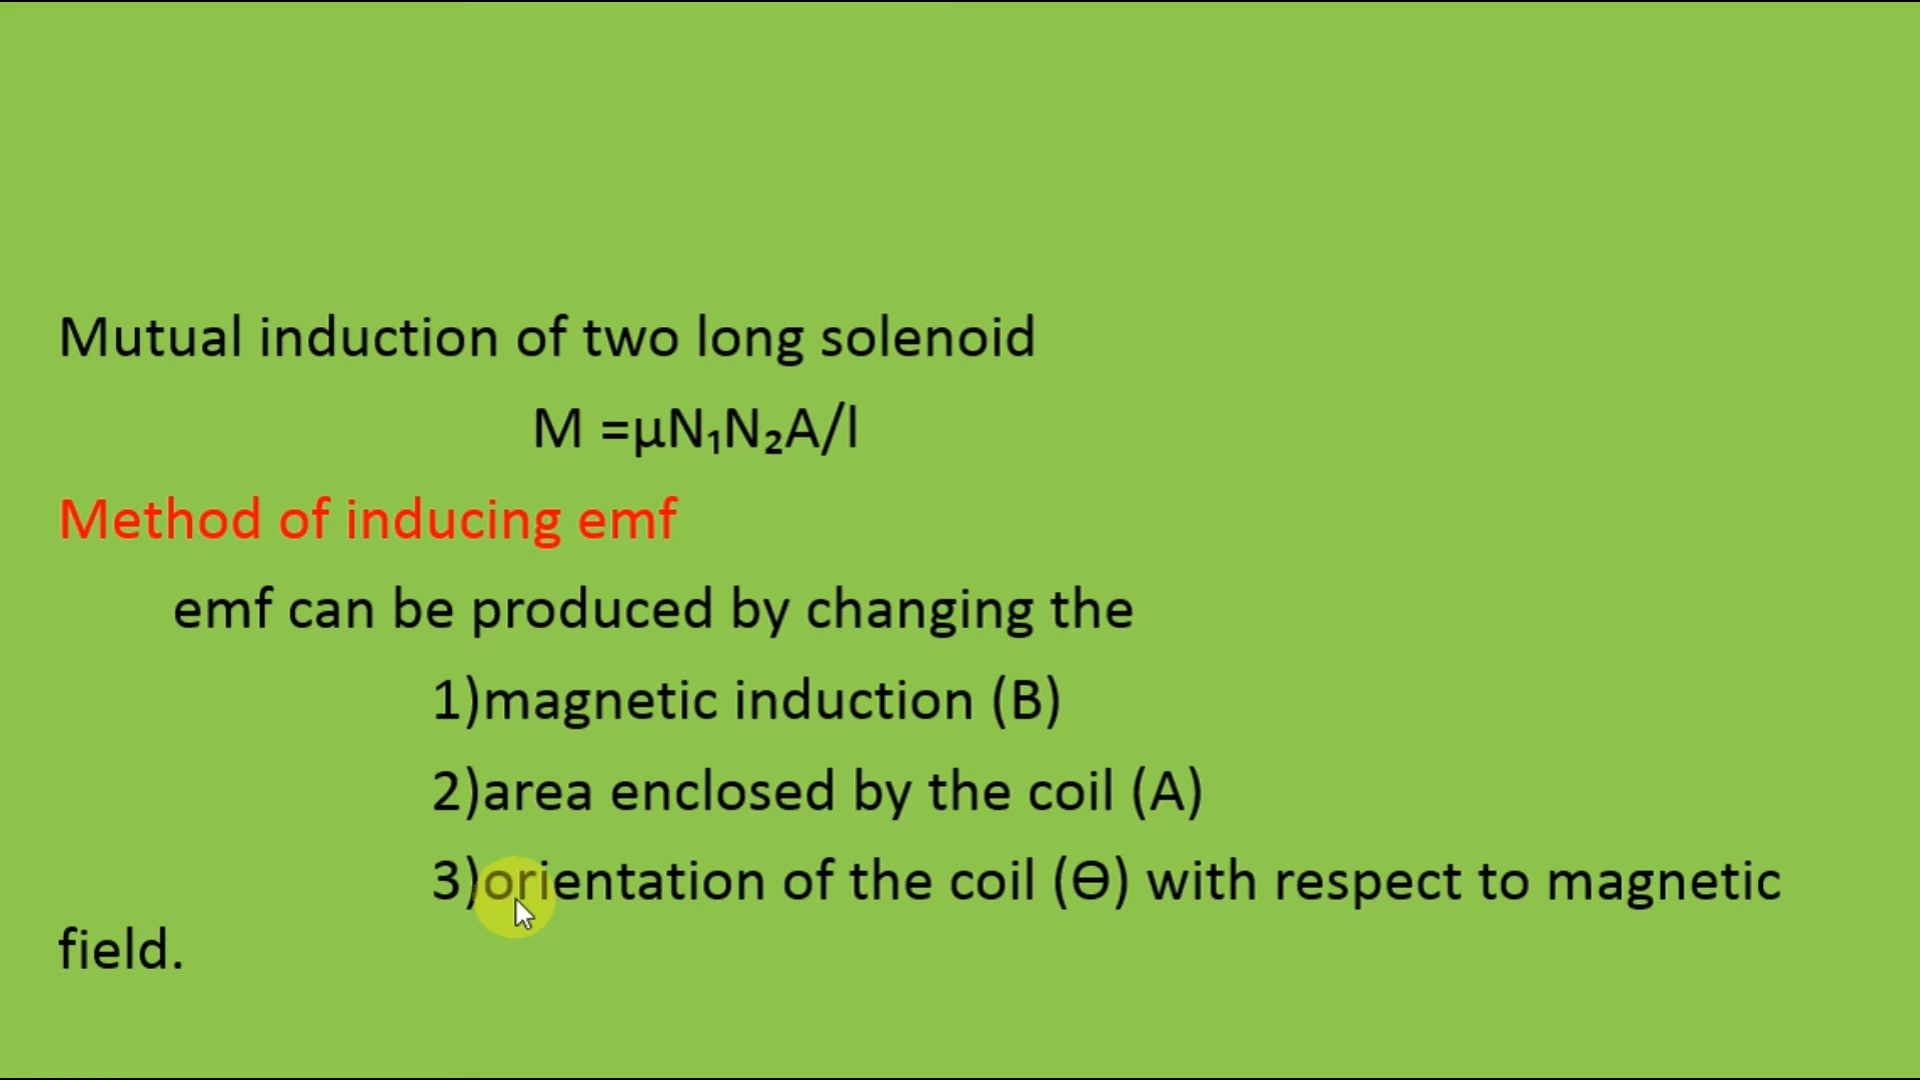 Mutual induction of two long solenoid
M =µN₁N₂A/l
Method of inducing emf
emf can be produced by changing the
1)magnetic induction (B)
2)area enclosed by the coil (A)
3)orientation of the coil (Ɵ) with respect to magnetic
field.